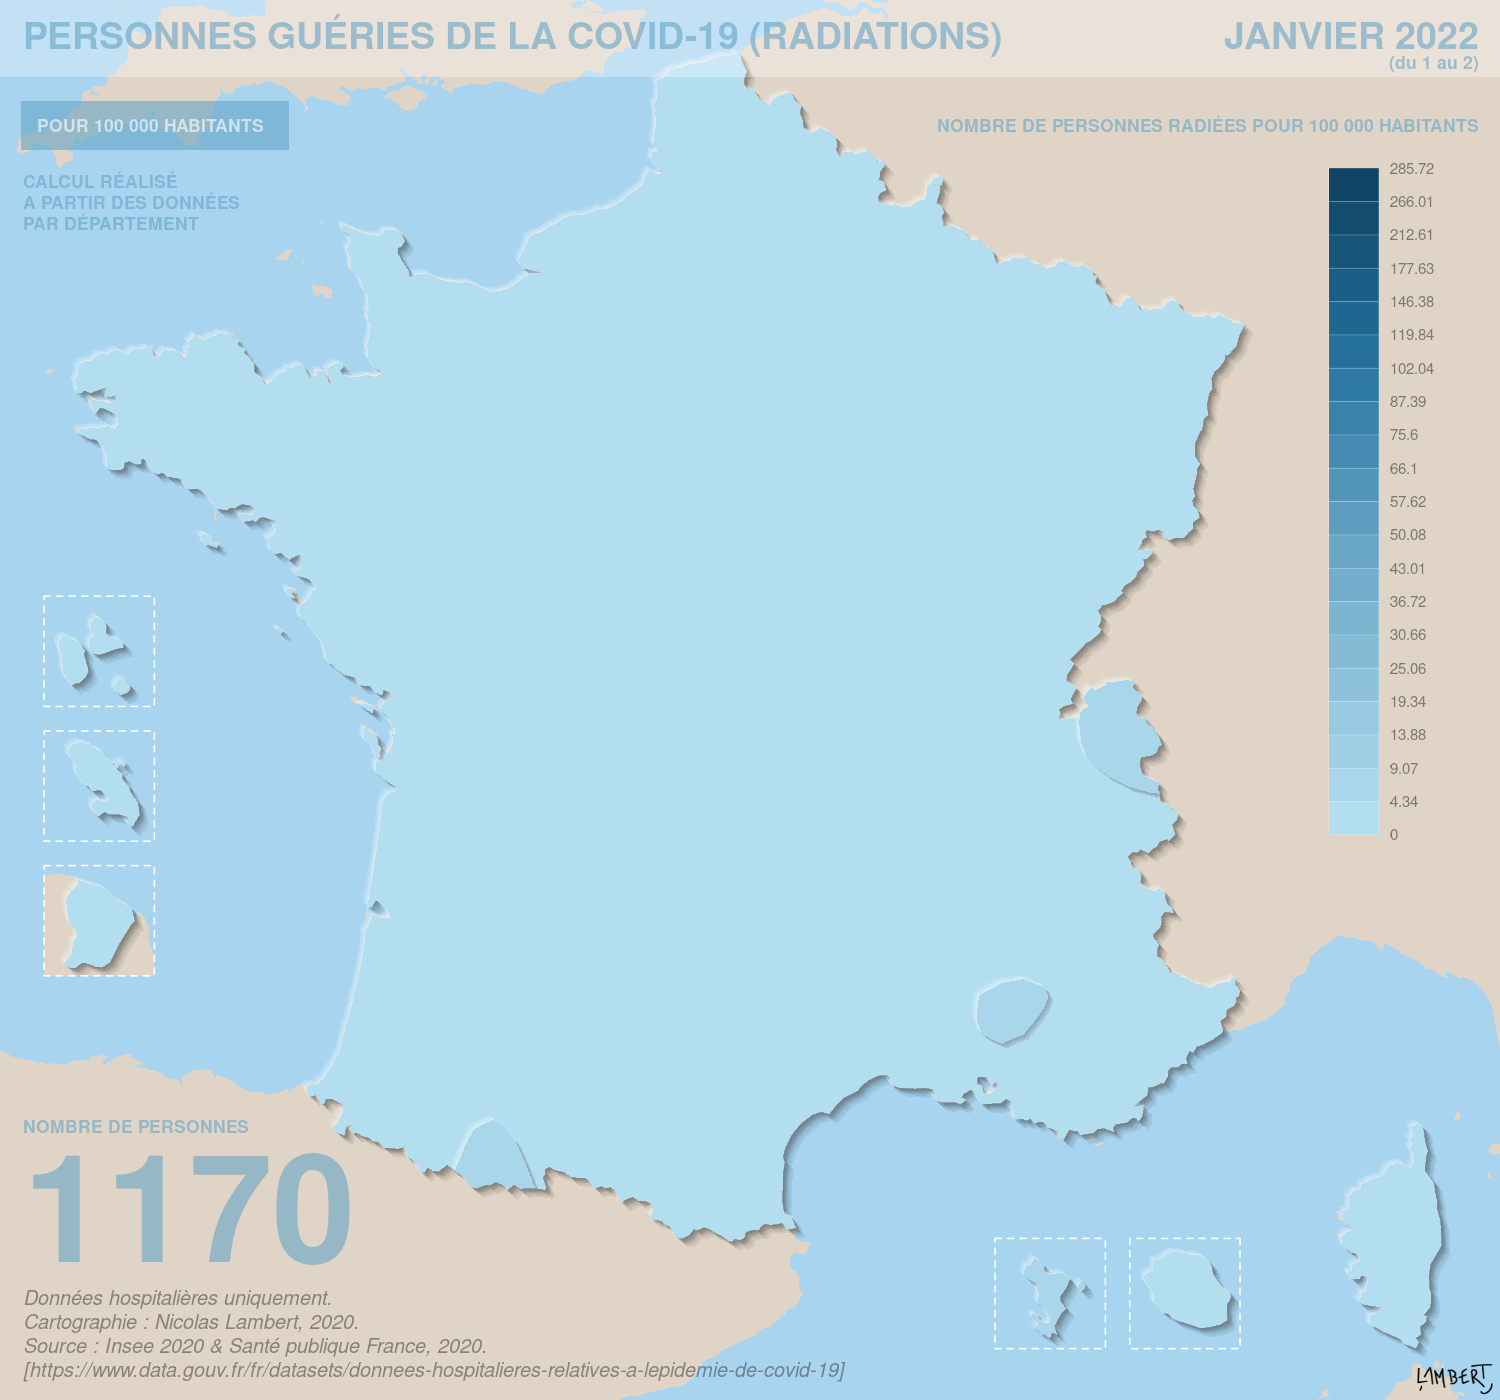 PERSONNES GUÉRIES DE LA COVID-19 (RADIATIONS)
JANVIER 2022
(du 1 au 2)
POUR 100 000 HABITANTS
CALCUL RÉALISÉ
A PARTIR DES DONNÉES
PAR DÉPARTEMENT
NOMBRE DE PERSONNES RADIÉES POUR 100 000 HABITANTS
285.72
266.01
212.61
177.63
146.38
119.84
102.04
87.39
75.6
66.1
57.62
50.08
43.01
36.72
30.66
25.06
19.34
13.88
9.07
4.34
0
NOMBRE DE PERSONNES
1170
Données hospitalières uniquement.
Cartographie : Nicolas Lambert, 2020.
Source : Insee 2020 & Santé publique France, 2020.
[https://www.data.gouv.fr/fr/datasets/donnees-hospitalieres-relatives-a-lepidemie-de-covid-19]
LAMBERT